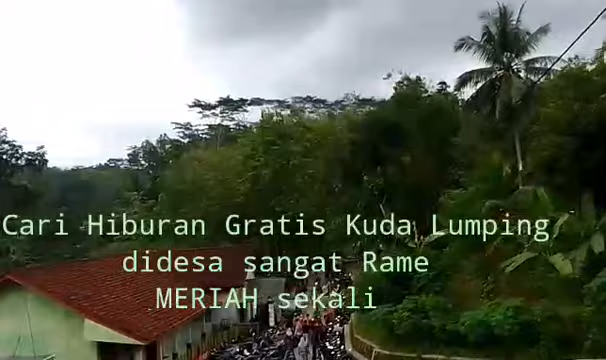 Cari Hiburan Gratis Kuda Lumping
didesa sangat Rame
MERIAH sekali